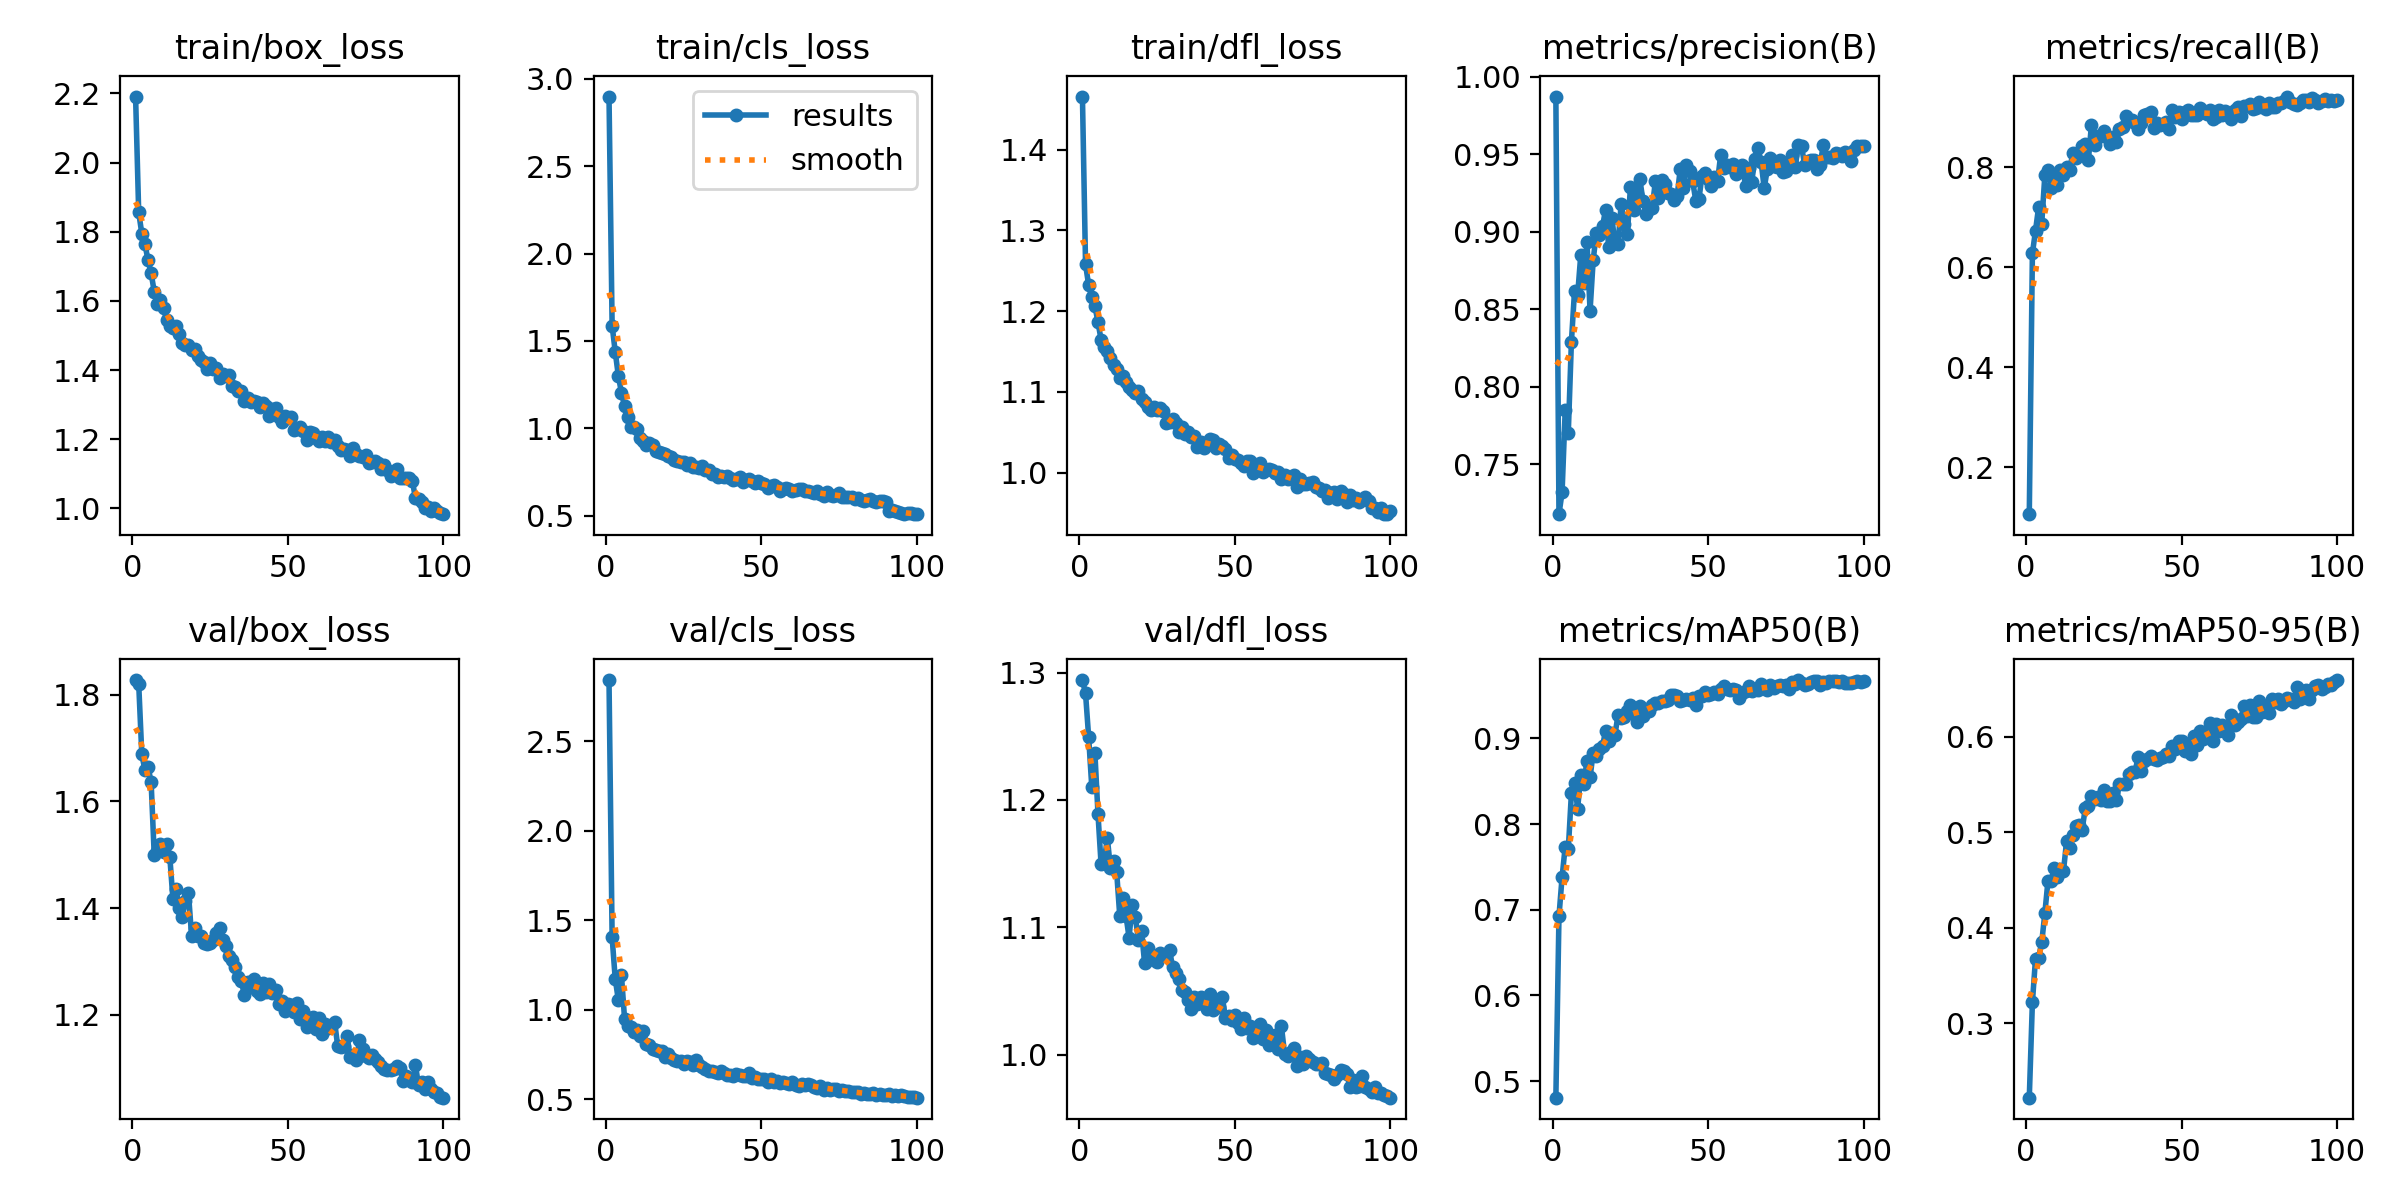 train/box_loss
2.2
2.0
1.8
1.6
1.4
1.2
1.0
0 50 100
train/cls_loss
results
smooth
3.0
2.5
2.0
1.5
1.0
0.5
0 50 100
train/dfl_loss
1.4
1.3
1.2
1.1
1.0
0 50 100
metrics/precision(B)
1.00
0.95
0.90
0.85
0.80
0.75
0 50 100
metrics/recall(B)
0.8
0.6
0.4
0.2
0 50 100
val/box_loss
1.8
1.6
1.4
1.2
0 50 100
val/cls_loss
2.5
2.0
1.5
1.0
0.5
0 50 100
val/dfl_loss
1.3
1.2
1.1
1.0
0 50 100
metrics/mAP50(B)
0.9
0.8
0.7
0.6
0.5
0 50 100
metrics/mAP50-95(B)
0.6
0.5
0.4
0.3
0 50 100